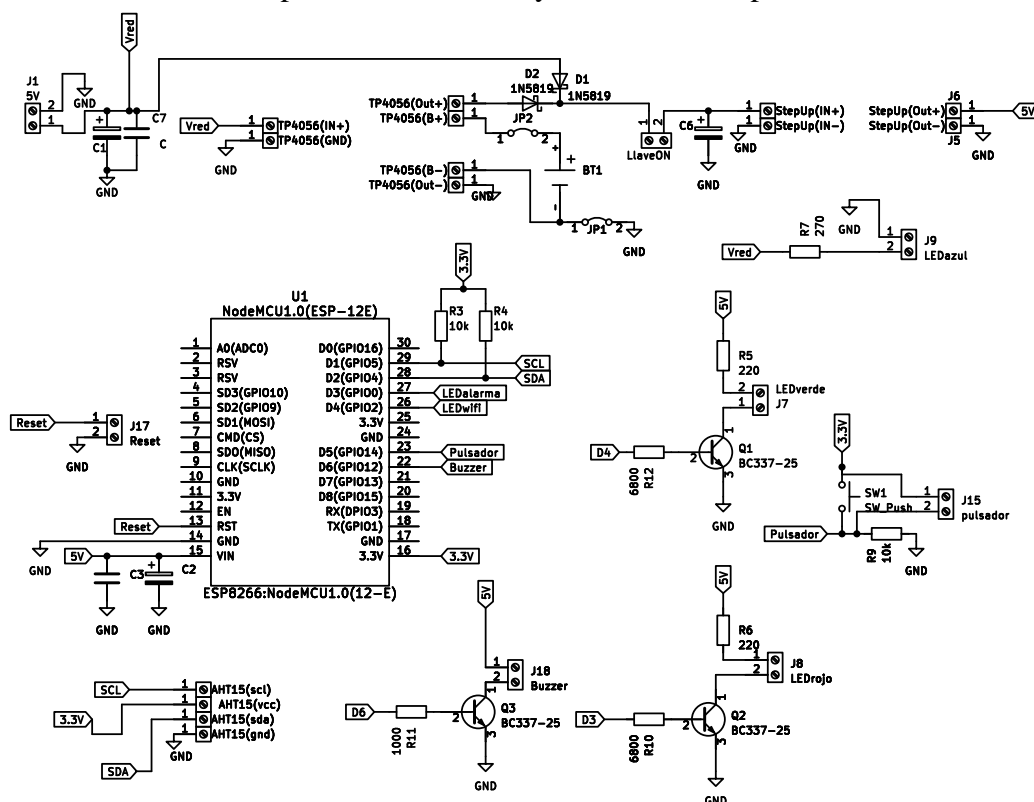 Vred
J1
5V
2
1
GND
C7
C1
C
GND
Vred
1 TP4056(IN+)
1 TP4056(GND)
GND
TP4056(Out+) 1
TP4056(B+) 1
D2
1N5819
D1
1N5819
JP2
1 2
TP4056(B-) 1
TP4056(Out-) 1
GND
BT1
1 JP1 2
GND
1 2
LlaveON
C6
GND
1 StepUp(IN+)
1 StepUp(IN-)
GND
J6
StepUp(Out+) 1
StepUp(Out-) 1
J5
5V
GND
GND
R7
270
Vred
1
2
J9
LEDazul
3.3V
R3
10k
R4
10k
U1
NodeMCU1.0(ESP-12E)
1 A0(ADC0) D0(GPIO16) 30
2 RSV D1(GPIO5) 29 SCL
3 RSV D2(GPIO4) 28 SDA
4 SD3(GPIO10) D3(GPIO0) 27 LEDalarma
5 SD2(GPIO9) D4(GPIO2) 26 LEDwifi
6 SD1(MOSI) 3.3V 25
7 CMD(CS) GND 24
8 SDO(MISO) D5(GPIO14) 23 Pulsador
9 CLK(SCLK) D6(GPIO12) 22 Buzzer
10 GND D7(GPIO13) 21
11 3.3V D8(GPIO15) 20
12 EN RX(DPIO3) 19
Reset 13 RST TX(GPIO1) 18
14 GND GND 17
5V 15 VIN 3.3V 16 3.3V
ESP8266:NodeMCU1.0(12-E)
Reset 1
2
J17
Reset
GND
GND
C3
C2
GND
GND
5V
R5
220
2
1
LEDverde
J7
D4
6800
R12
1
2
3
Q1
BC337-25
GND
3.3V
SW1
SW_Push
1
2
J15
pulsador
Pulsador
R9
10k
GND
SCL
3.3V
SDA
1 AHT15(scl)
1 AHT15(vcc)
1 AHT15(sda)
1 AHT15(gnd)
GND
5V
1
2
J18
Buzzer
D6
1000
R11
1
2
3
Q3
BC337-25
GND
5V
R6
220
1
2
J8
LEDrojo
D3
6800
R10
1
2
3
Q2
BC337-25
GND